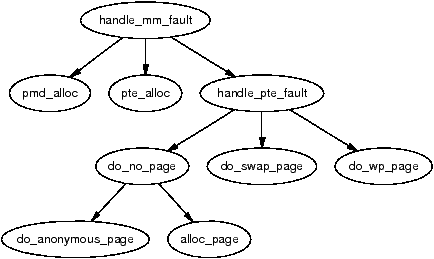 handle_mm_fault
pmd_alloc
pte_alloc
handle_pte_fault
do_no_page
do_swap_page
do_wp_page
do_anonymous_page
alloc_page